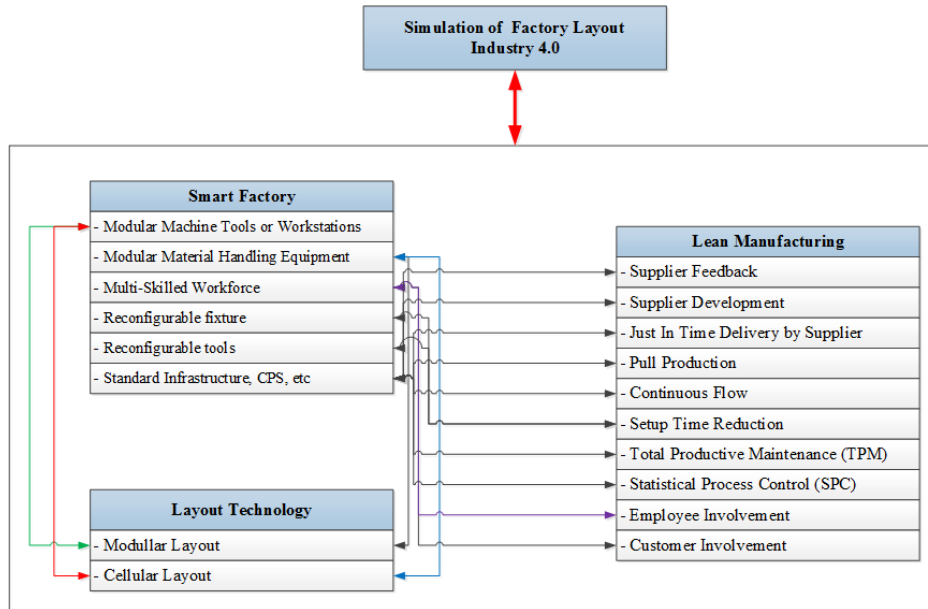 Simulation of Factory Layout
Industry 4.0
Smart Factory
- Modular Machine Tools or Workstations
- Modular Material Handling Equipment
- Multi-Skilled Workforce
- Reconfigurable fixture
- Reconfigurable tools
- Standard Infrastructure, CPS, etc
Layout Technology
- Modullar Layout
- Cellular Layout
Lean Manufacturing
- Supplier Feedback
- Supplier Development
- Just In Time Delivery by Supplier
- Pull Production
- Continuous Flow
- Setup Time Reduction
- Total Productive Maintenance (TPM)
- Statistical Process Control (SPC)
- Employee Involvement
- Customer Involvement